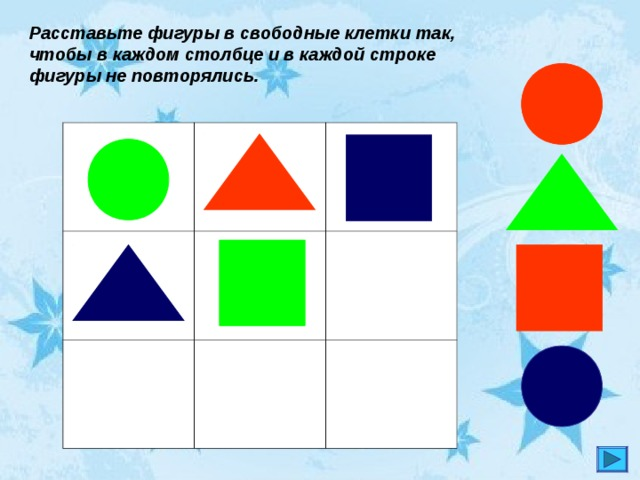 Расставьте фигуры в свободные клетки так,
чтобы в каждом столбце и в каждой строке
фигуры не повторялись.